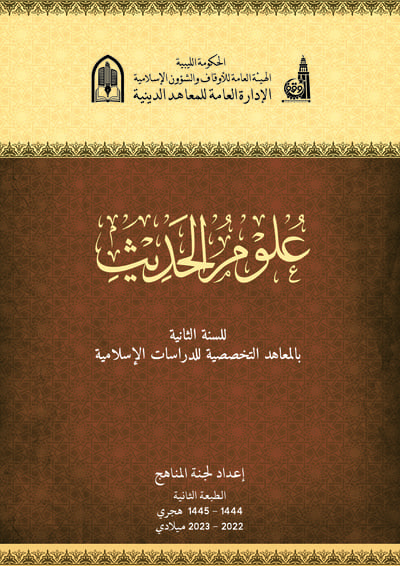 الحكومة الليبية
الهيئة العامة للأوقاف والشؤون الإسلامية
الإدارة العامة للمعاهد الدينية
علوم الحديث
للسنة الثانية
بالمعاهد التخصصية للدراسات الإسلامية
إعداد لجنة المناهج
الطبعة الثانية
1444 - 1445 هجري
2022 - 2023 ميلادي